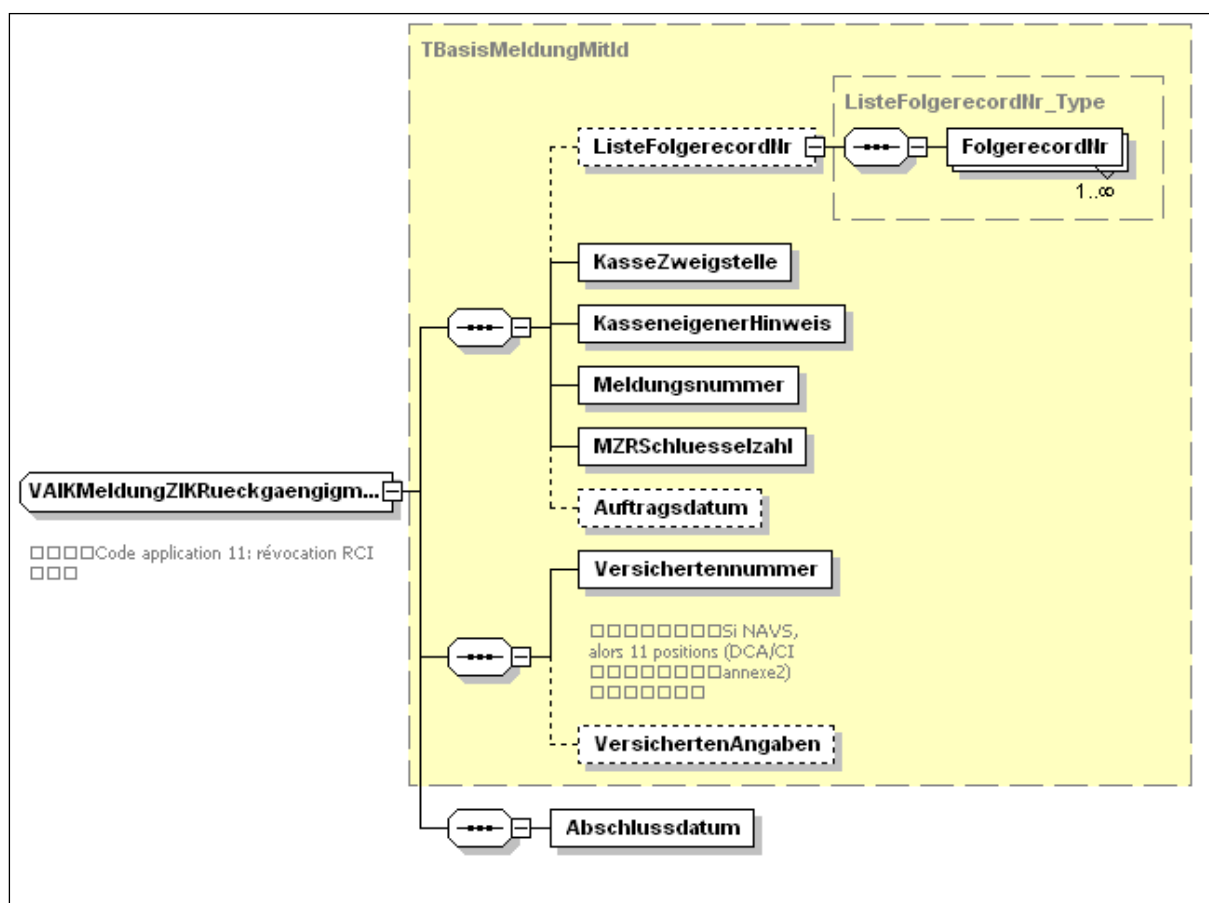 TBasisMeldungMitId
ListeFolgerecordNr_Type
ListeFolgerecordNr
FolgerecordNr
1..∞
KasseZweigstelle
KasseneigenerHinweis
Meldungsnummer
MZRSchluesselzahl
VAIKMeldungZIKRueckgaengigm...
Auftragsdatum
□□□□Code application 11: révocation RCI
□□□
Versichertennummer
□□□□□□□□Si NAVS,
alors 11 positions (DCA/CI
□□□□□□□□annexe2)
□□□□□□□
VersichertenAngaben
Abschlussdatum